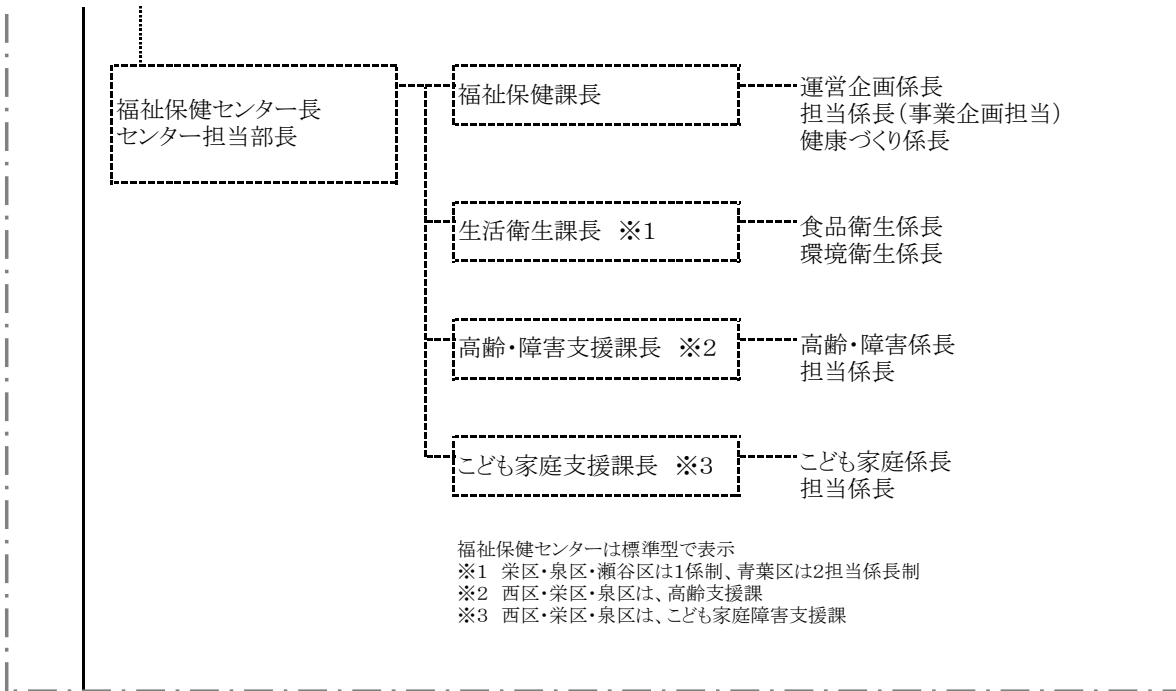 福祉保健センター長
センター担当部長
福祉保健課長
運営企画係長
担当係長(事業企画担当)
健康づくり係長
生活衛生課長 ※1
食品衛生係長
環境衛生係長
高齢・障害支援課長 ※2
高齢・障害係長
担当係長
こども家庭支援課長 ※3
こども家庭係長
担当係長
福祉保健センターは標準型で表示
※1 栄区・泉区・瀬谷区は1係制、青葉区は2担当係長制
※2 西区・栄区・泉区は、高齢支援課
※3 西区・栄区・泉区は、こども家庭障害支援課